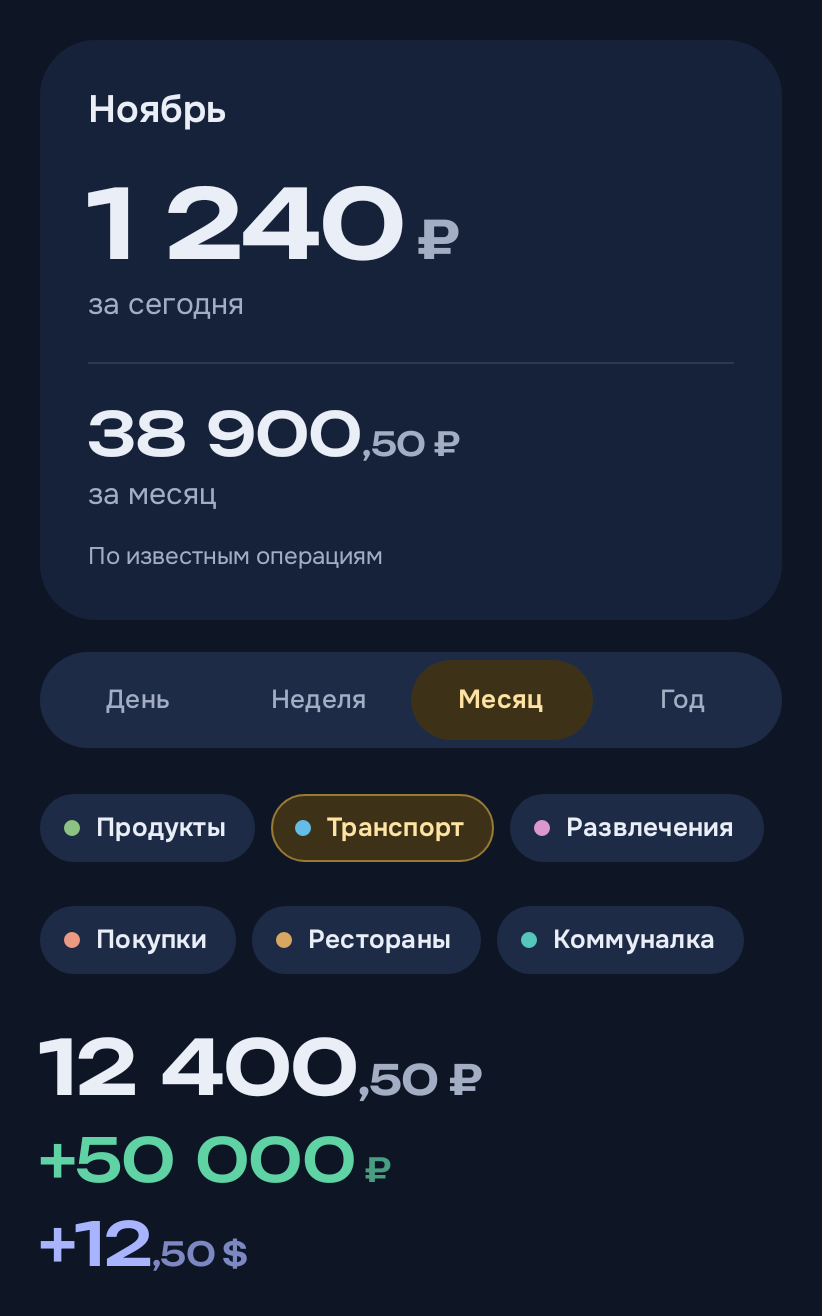 Ноябрь
1 240 ₽
за сегодня
38 900,50 ₽
за месяц
По известным операциям
День Неделя Месяц Год
Продукты Транспорт Развлечения
Покупки Рестораны Коммуналка
12 400,50 ₽
+50 000 ₽
+12,50 $